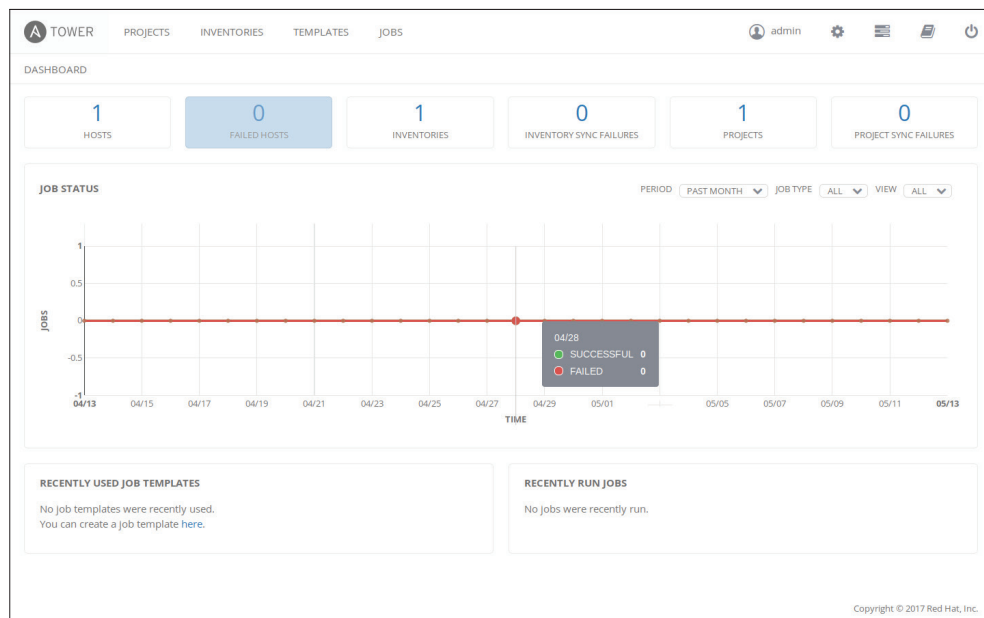 A TOWER PROJECTS INVENTORIES TEMPLATES JOBS admin
DASHBOARD
1 0 1 0 1 0
HOSTS FAILED HOSTS INVENTORIES INVENTORY SYNC FAILURES PROJECTS PROJECT SYNC FAILURES
JOB STATUS PERIOD PAST MONTH JOB TYPE ALL VIEW ALL
1
0.5
0
-0.5
-1
JOBS
04/28
SUCCESSFUL 0
FAILED 0
04/13 04/15 04/17 04/19 04/21 04/23 04/25 04/27 04/29 05/01 05/05 05/07 05/09 05/11 05/13
TIME
RECENTLY USED JOB TEMPLATES
No job templates were recently used.
You can create a job template here.
RECENTLY RUN JOBS
No jobs were recently run.
Copyright © 2017 Red Hat, Inc.